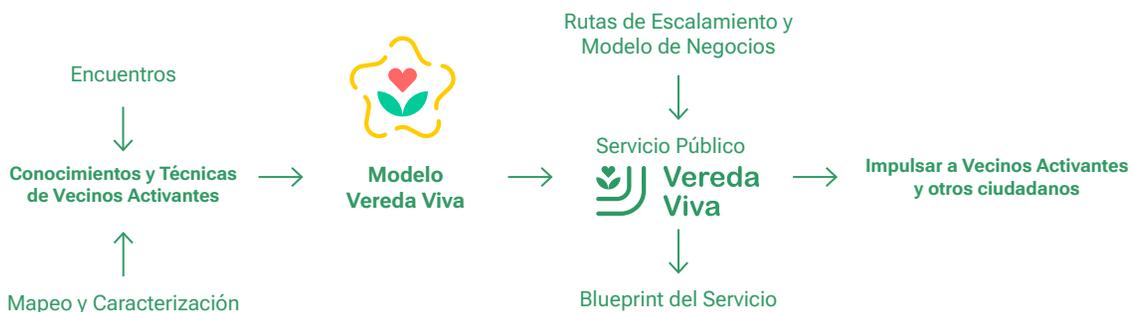 Encuentros
Conocimientos y Técnicas
de Vecinos Activantes
Mapeo y Caracterización
Modelo
Vereda Viva
Rutas de Escalamiento y
Modelo de Negocios
Servicio Público
Vereda
Viva
Blueprint del Servicio
Impulsar a Vecinos Activantes
y otros ciudadanos